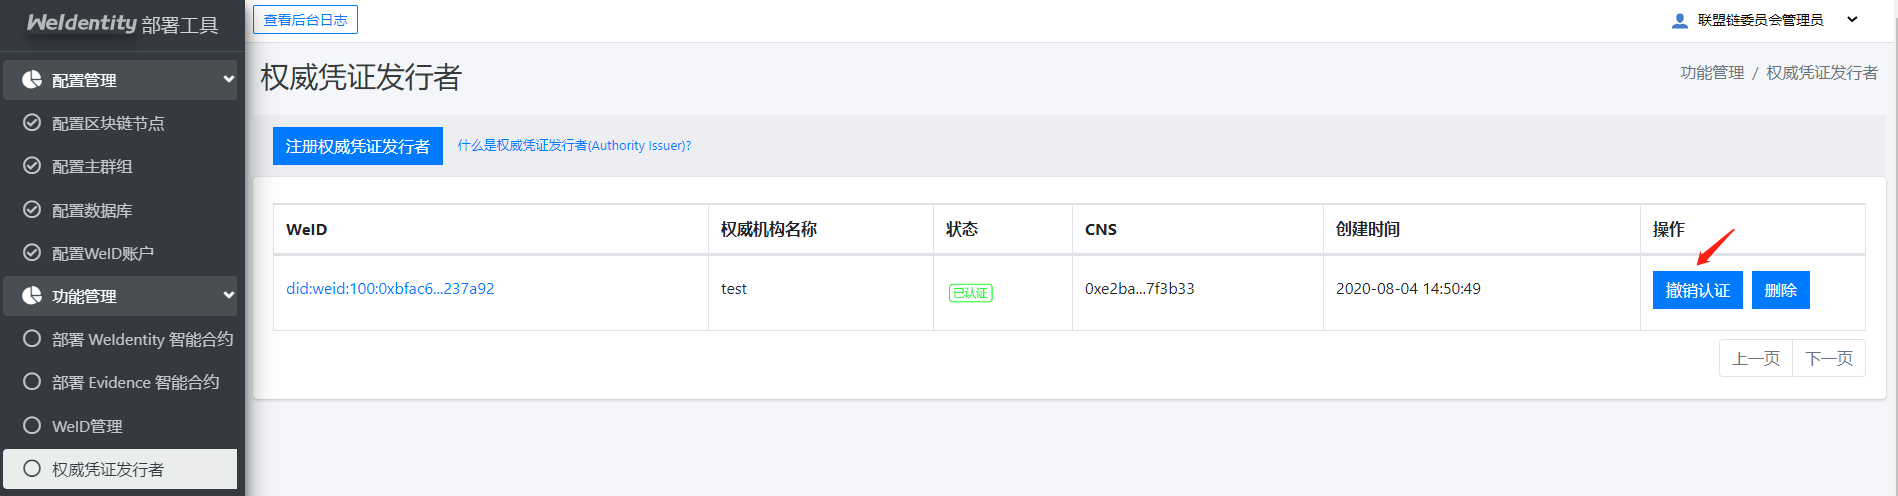 WeIdentity 部署工具
配置管理
配置区块链节点
配置主群组
配置数据库
配置WeID账户
功能管理
部署 WeIdentity 智能合约
部署 Evidence 智能合约
WeID管理
权威凭证发行者
查看后台日志
联盟链委员会管理员
权威凭证发行者
功能管理 / 权威凭证发行者
注册权威凭证发行者
什么是权威凭证发行者(Authority Issuer)?
WeID 权威机构名称 状态 CNS 创建时间 操作
did:weid:100:0xbfac6...237a92 test 已认证 0xe2ba...7f3b33 2020-08-04 14:50:49 撤销认证 删除
上一页 下一页